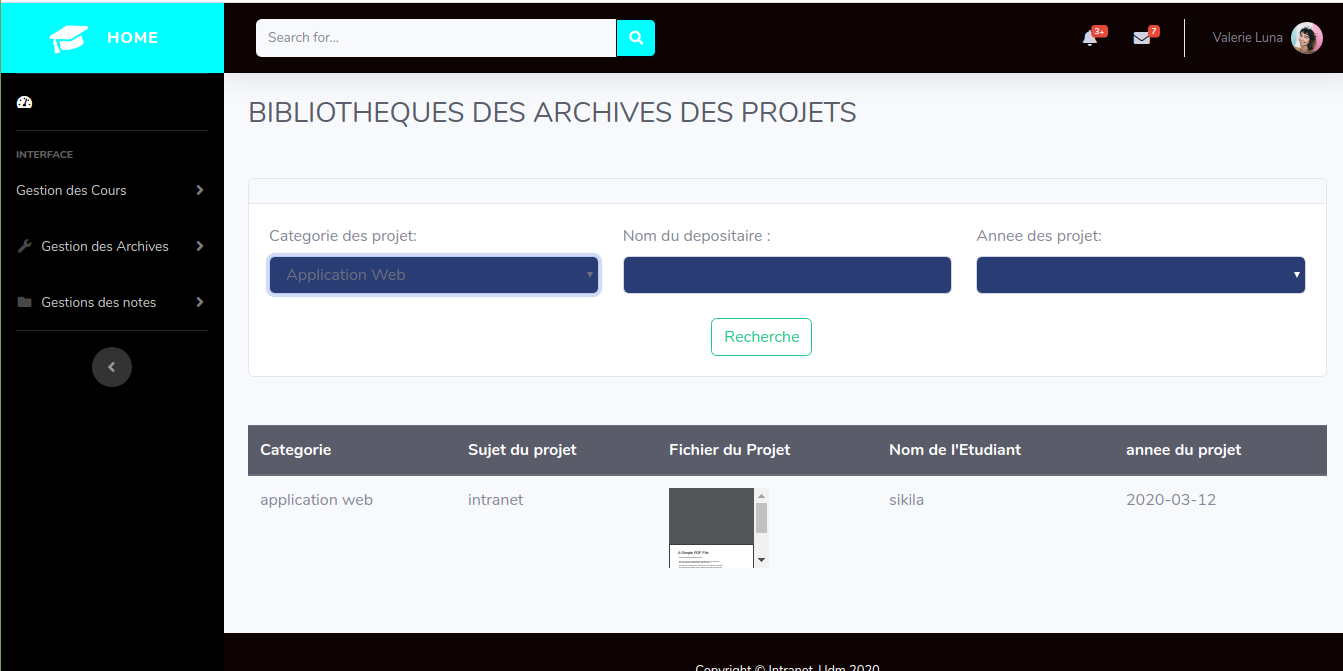 HOME
Search for...
3+
7
Valerie Luna
INTERFACE
Gestion des Cours
Gestion des Archives
Gestions des notes
BIBLIOTHEQUES DES ARCHIVES DES PROJETS
Categorie des projet:
Nom du depositaire :
Annee des projet:
Application Web
Recherche
Categorie
Sujet du projet
Fichier du Projet
Nom de l'Etudiant
annee du projet
application web
intranet
A Simple PDF File
sikila
2020-03-12
Copyright © Intranet-Udm 2020